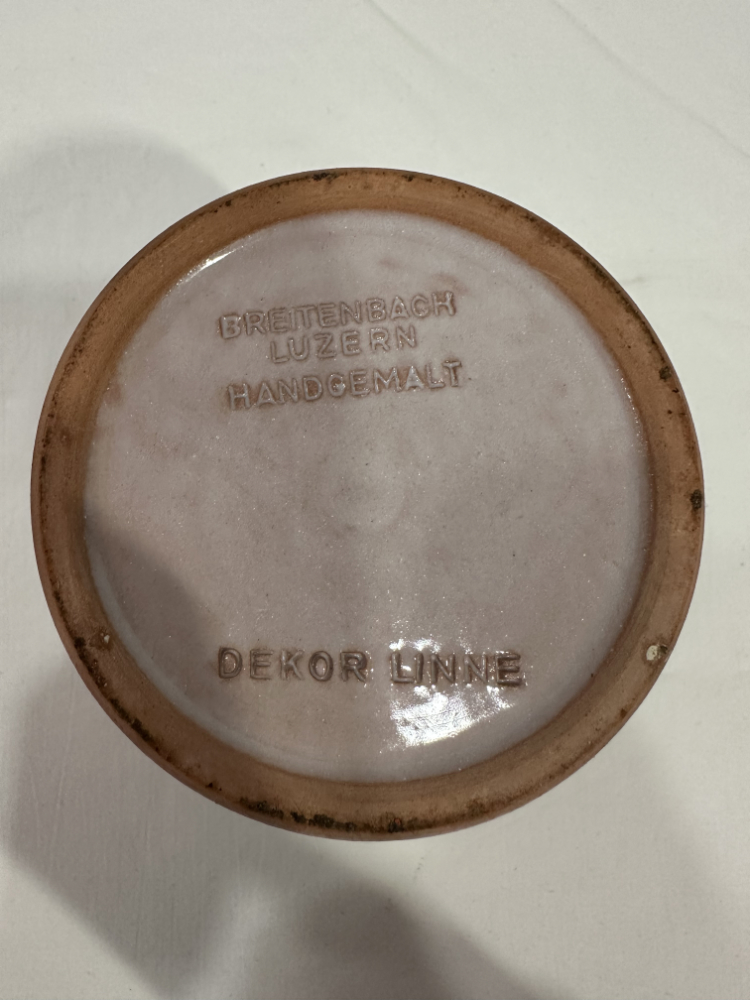 BREITENBACH
LUZERN
HANDGEMALT
DEKOR LINNE